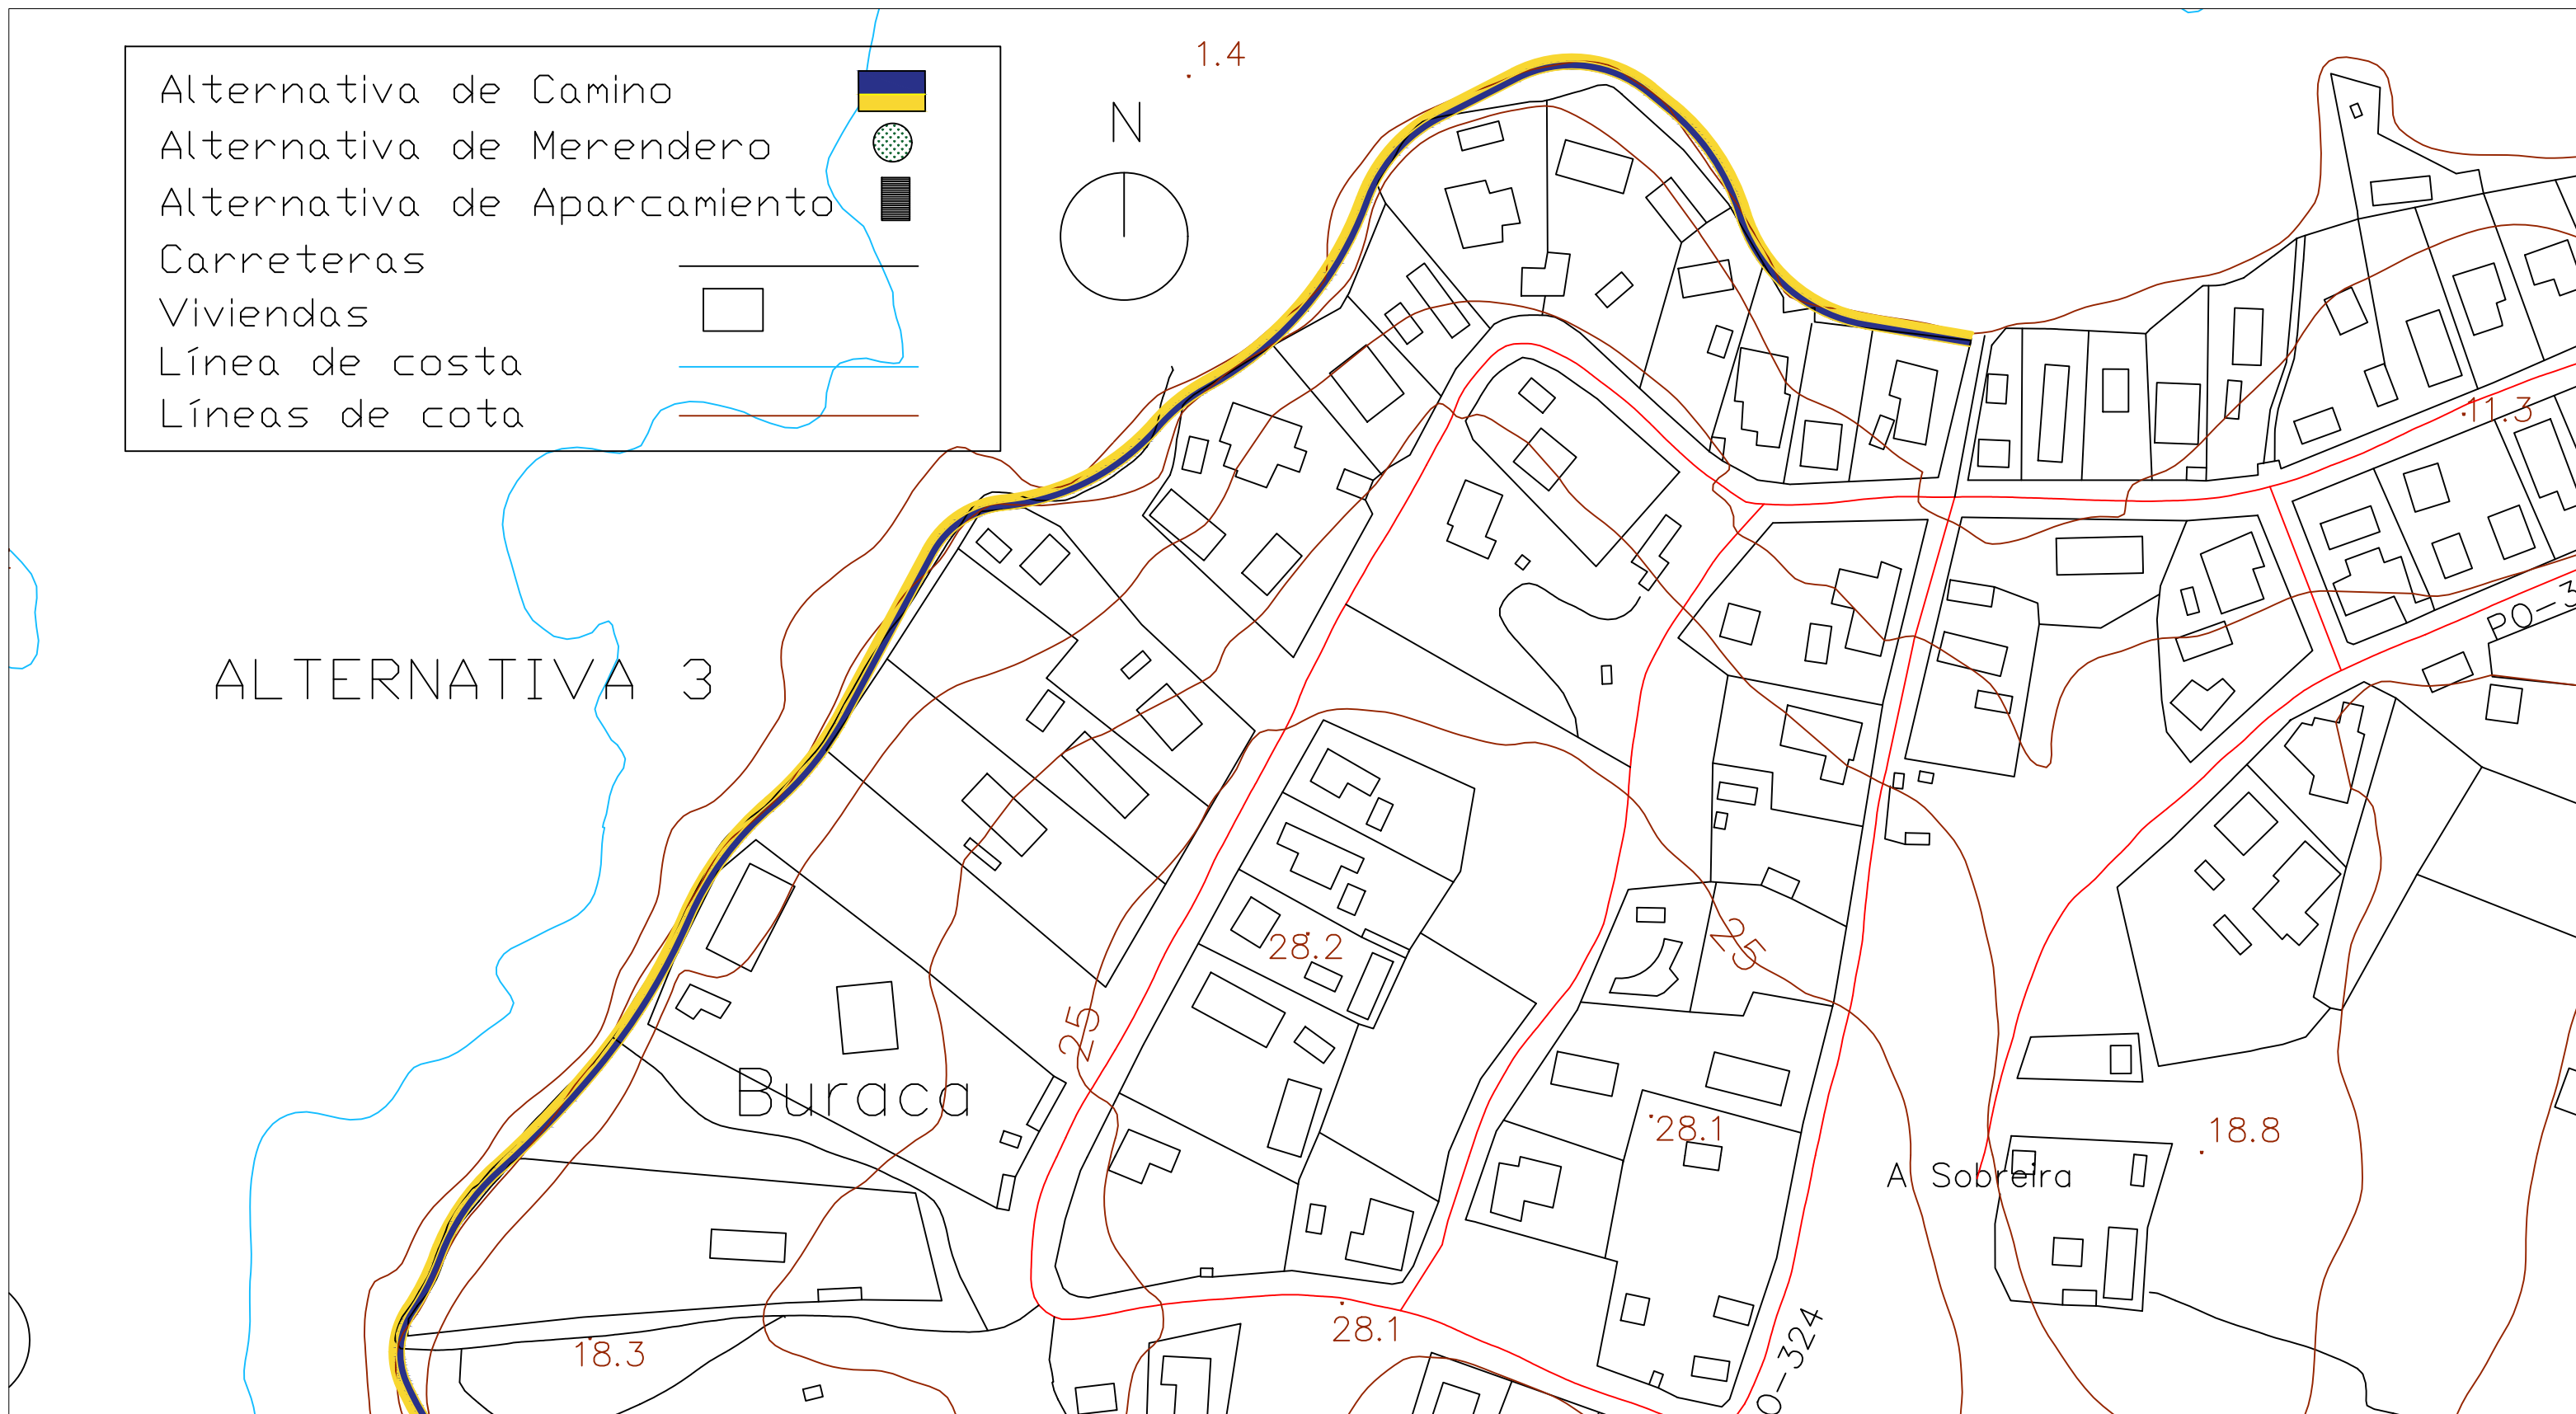 Alternativa de Camino
Alternativa de Merendero
Alternativa de Aparcamiento
Carreteras
Viviendas
Línea de costa
Líneas de cota
1.4
N
11.3
PO-3
ALTERNATIVA 3
28.2
25
25
Buraca
28.1
18.8
A Sobreira
28.1
18.3
O-324